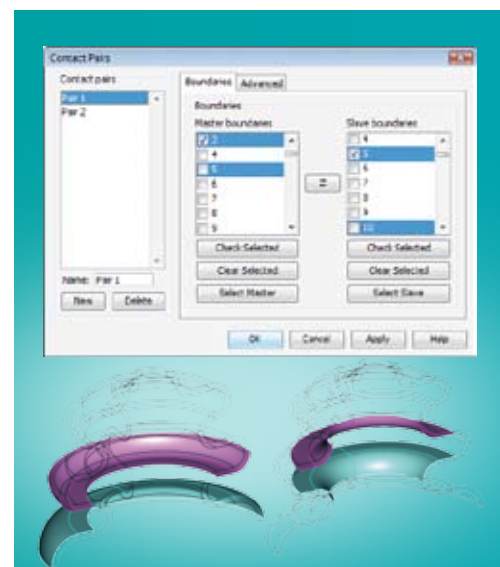 Contact Pairs
Contact pairs
Pair 1
Pair 2
Name: Pair 1
New Delete
Boundaries Advanced
Boundaries
Master boundaries
3
4
5
6
7
8
9
Check Selected
Clear Selected
Select Master
=
Slave boundaries
4
5
6
7
8
9
10
Check Selected
Clear Selected
Select Slave
OK Cancel Apply Help